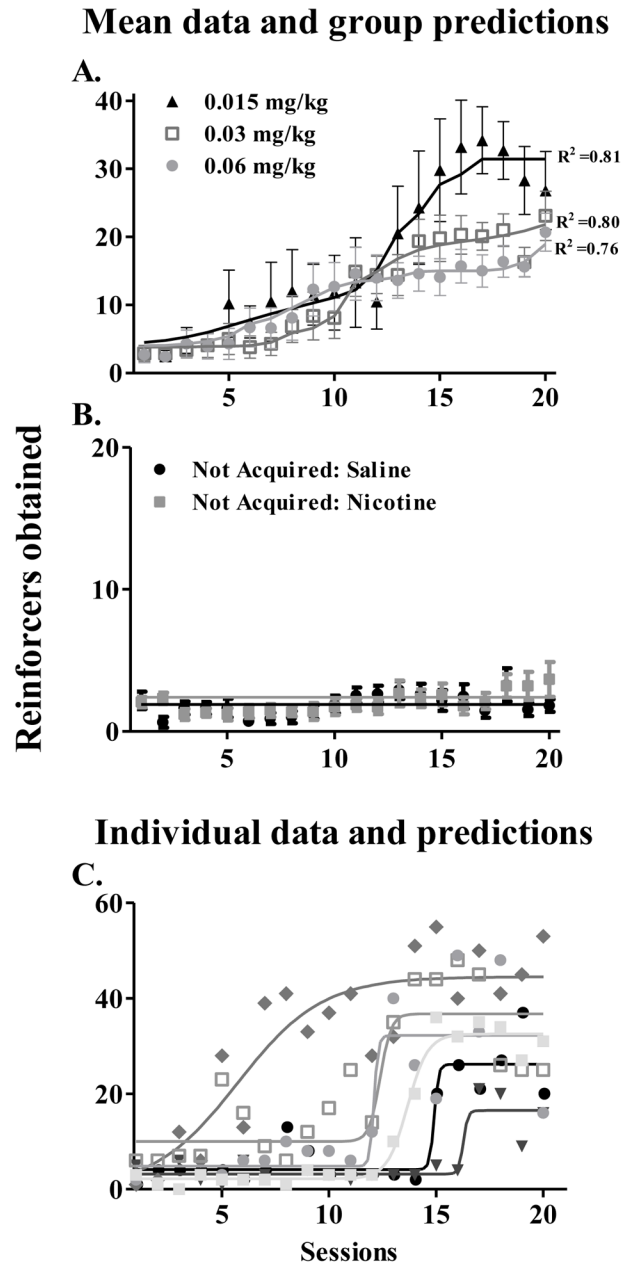 Mean data and group predictions
A.
40
30
20
10
0
0.015 mg/kg
0.03 mg/kg
0.06 mg/kg
R² =0.81
R² =0.80
R² =0.76
5
10
15
20
B.
20
10
0
Not Acquired: Saline
Not Acquired: Nicotine
5
10
15
20
Reinforcers obtained
Individual data and predictions
C.
60
40
20
0
5
10
15
20
Sessions